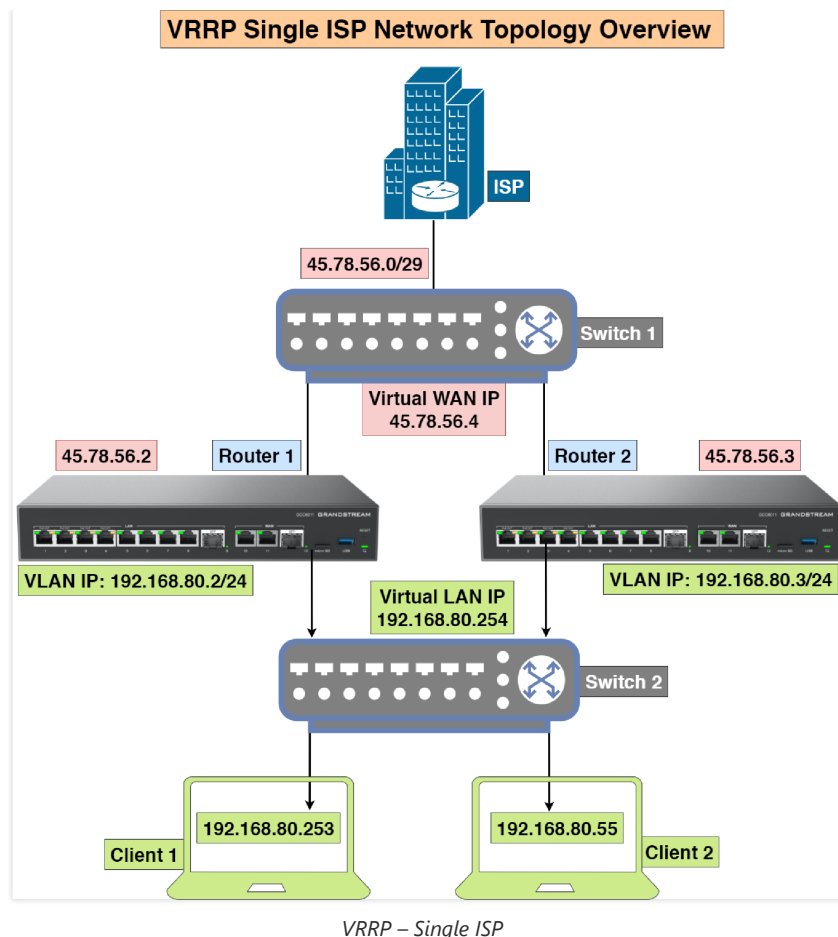 VRRP Single ISP Network Topology Overview
ISP
45.78.56.0/29
Switch 1
Virtual WAN IP
45.78.56.4
45.78.56.2
Router 1
Router 2
45.78.56.3
GRANDSTREAM
GRANDSTREAM
VLAN IP: 192.168.80.2/24
VLAN IP: 192.168.80.3/24
Virtual LAN IP
192.168.80.254
Switch 2
192.168.80.253
192.168.80.55
Client 1
Client 2
VRRP – Single ISP